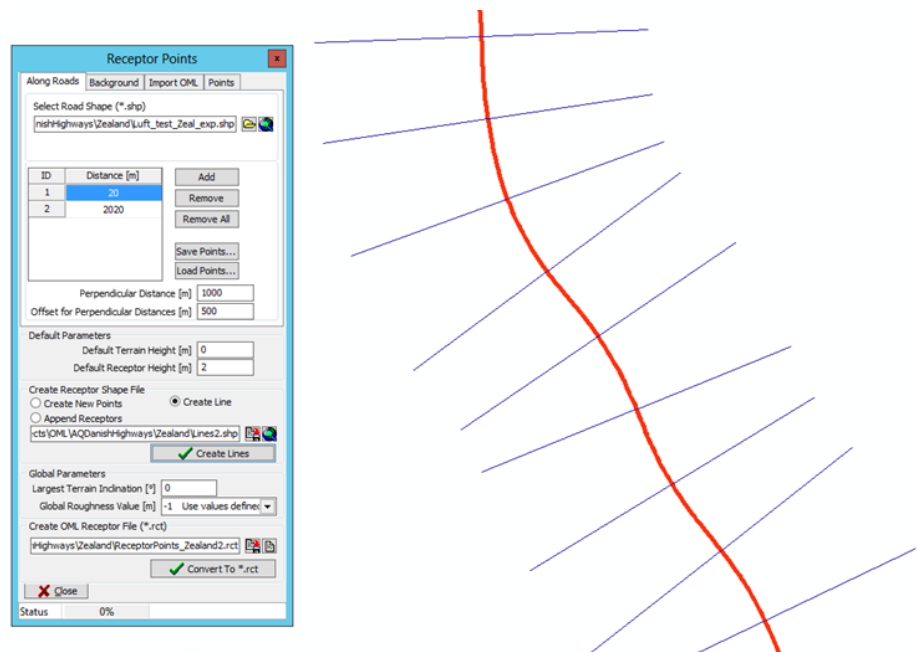 Receptor Points
x
Along Roads Background Import OML Points
Select Road Shape (*.shp)
nishHighways\Zealand\Luft_test_Zeal_exp.shp
ID Distance [m] Add
1 20 Remove
2 2020 Remove All
Save Points...
Load Points...
Perpendicular Distance [m] 1000
Offset for Perpendicular Distances [m] 500
Default Parameters
Default Terrain Height [m] 0
Default Receptor Height [m] 2
Create Receptor Shape File
Create New Points Create Line
Append Receptors
cts\OML\AQDanishHighways\Zealand\Lines2.shp
Create Lines
Global Parameters
Largest Terrain Indination [°] 0
Global Roughness Value [m] -1 Use values defined
Create OML Receptor File (*.rct)
Highways\Zealand\ReceptorPoints_Zealand2.rct
Convert To *.rct
Close
Status 0%